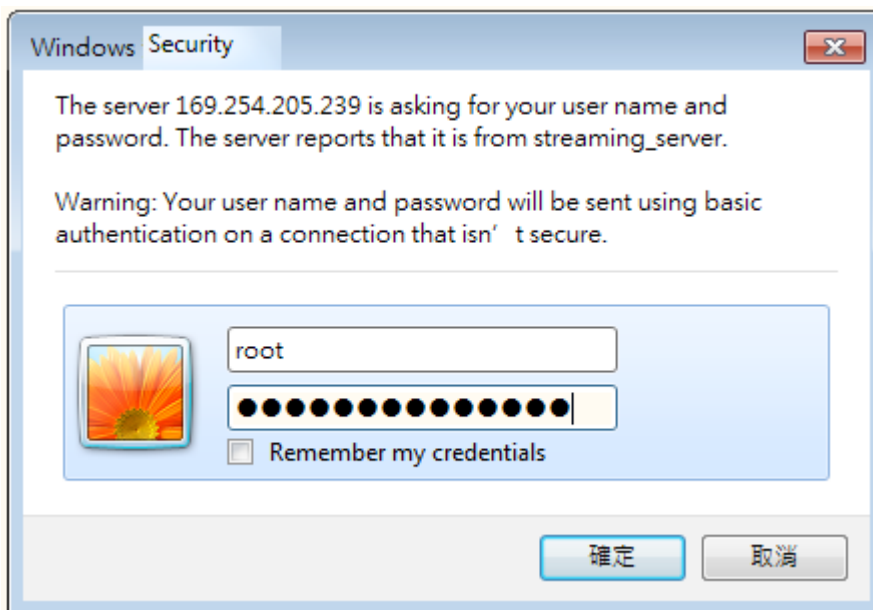 Windows Security
The server 169.254.205.239 is asking for your user name and
password. The server reports that it is from streaming_server.
Warning: Your user name and password will be sent using basic
authentication on a connection that isn’t secure.
root
●●●●●●●●●●●●●●
Remember my credentials
確定 取消